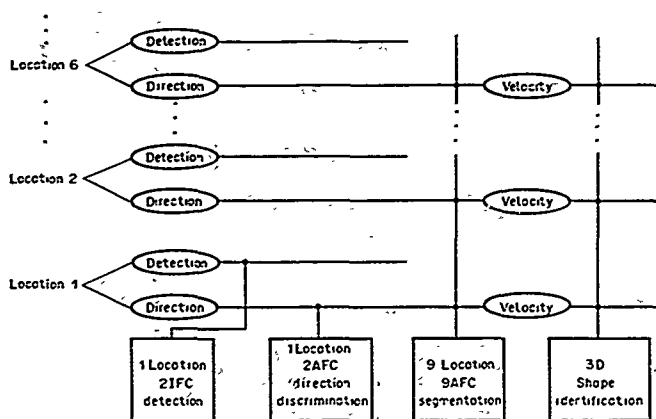 Detection
Location 6
Direction
Velocity
Detection
Location 2
Direction
Velocity
Detection
Location 1
Direction
Velocity
1 Location
2IFC
detection
1 Location
2AFC
direction
discrimination
9 Location
9AFC
segmentation
3D
Shape
identification